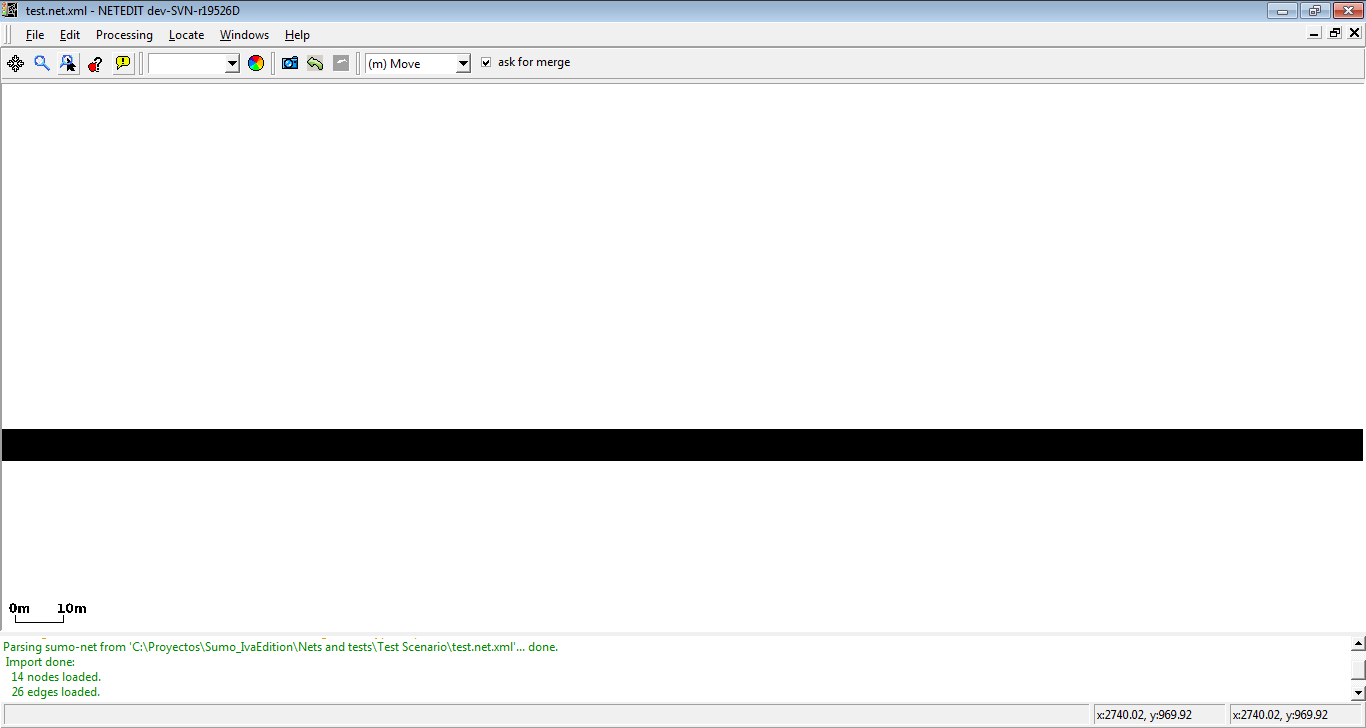 test.net.xml - NETEDIT dev-SVN-r19526D
File Edit Processing Locate Windows Help
(m) Move ask for merge
0m 10m
Parsing sumo-net from 'C:\Proyectos\Sumo_IvaEdition\Nets and tests\Test Scenario\test.net.xml'... done.
Import done:
14 nodes loaded.
26 edges loaded.
x:2740.02, y:969.92 x:2740.02, y:969.92